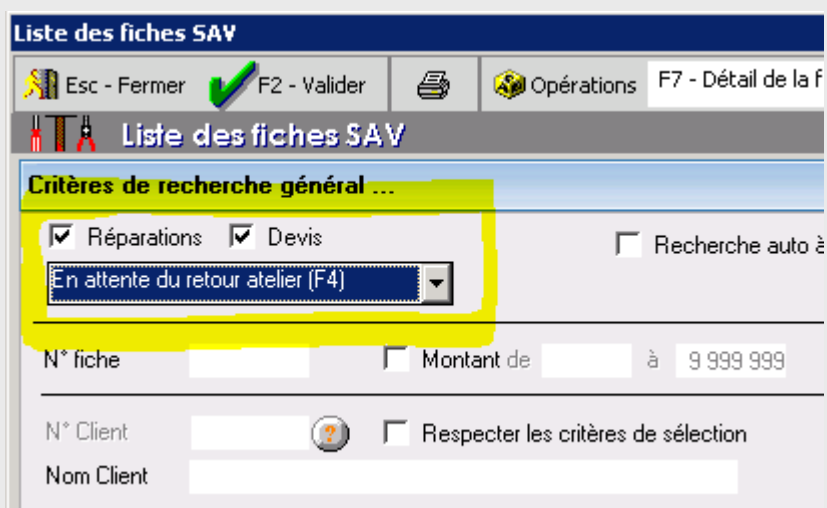 Liste des fiches SAV
Esc - Fermer F2 - Valider Opérations F7 - Détail de la f
Liste des fiches SAV
Critères de recherche général ...
Réparations Devis Recherche auto à
En attente du retour atelier (F4)
N° fiche Montant de à 9 999 999
N° Client Respecter les critères de sélection
Nom Client